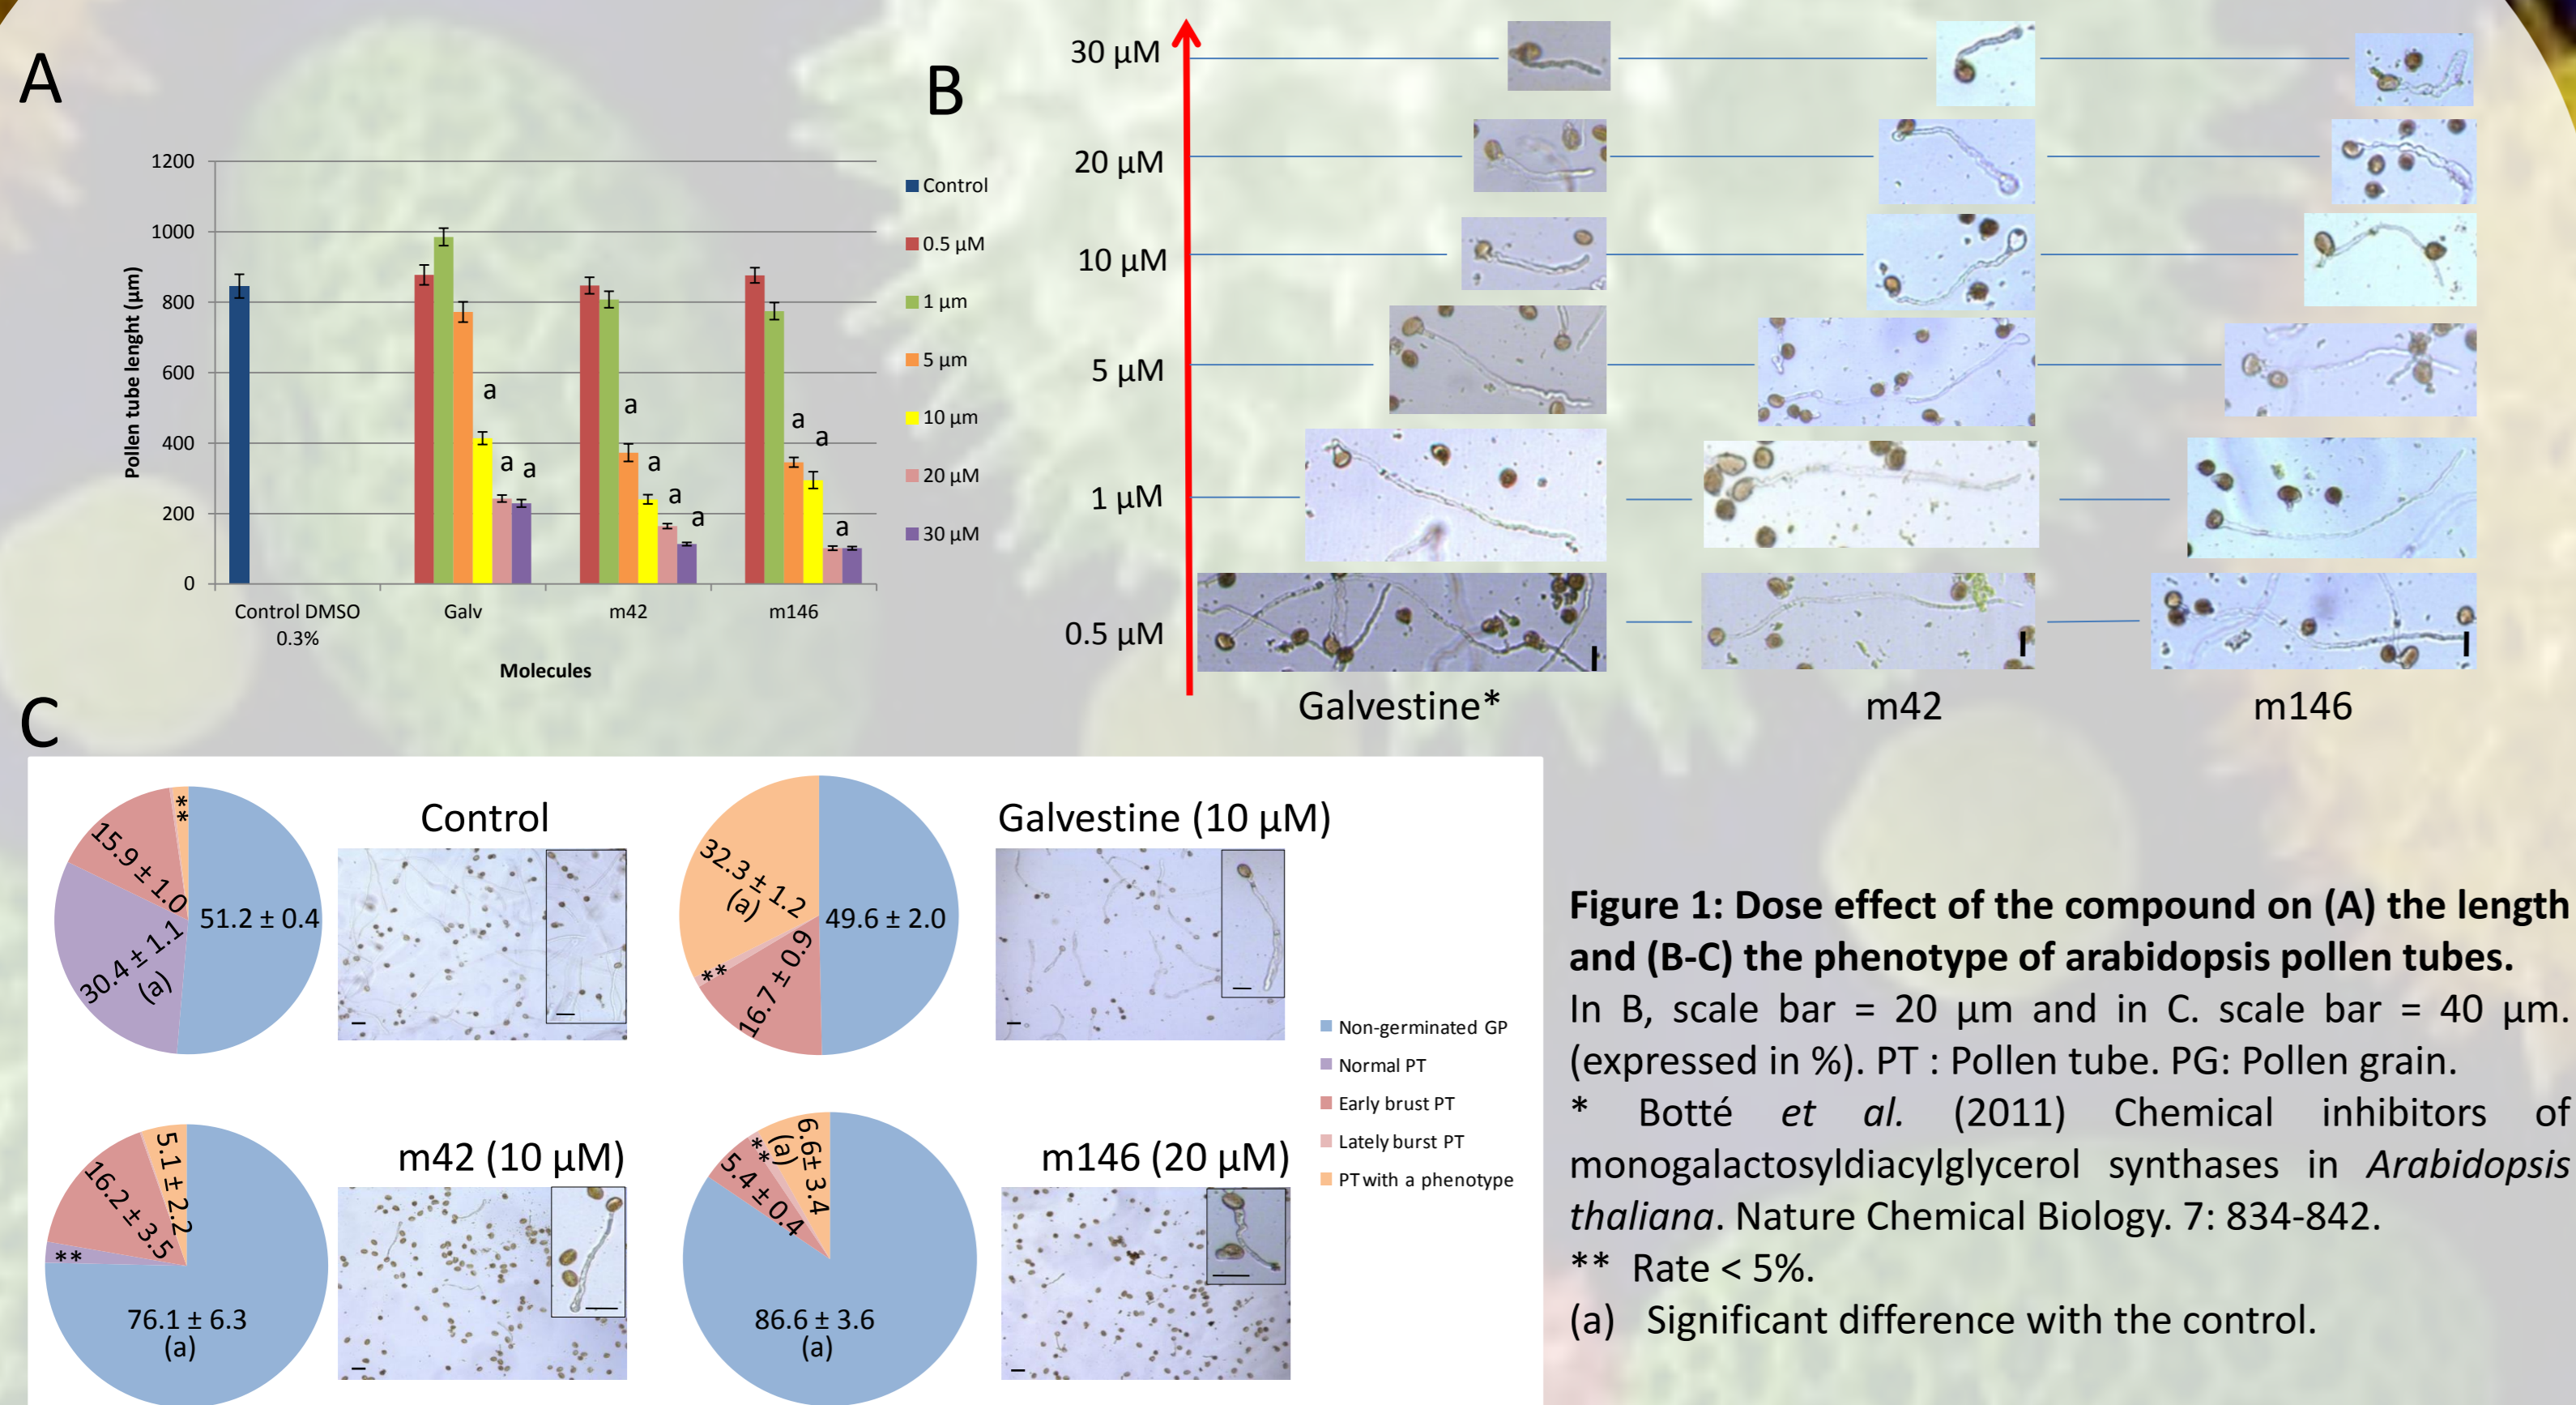 A
1200
1000
800
600
400
200
0
Pollen tube lenght (µm)
a
a a
a
a
a
a
a
a
a
Control DMSO
0.3%
Galv
m42
m146
Molecules
Control
0.5 µM
1 µm
5 µm
10 µm
20 µM
30 µM
B
30 µM
20 µM
10 µM
5 µM
1 µM
0.5 µM
Galvestine*
m42
m146
C
**
15.9 ± 1.0
51.2 ± 0.4
30.4 ± 1.1
(a)
Control
32.3 ± 1.2
(a)
49.6 ± 2.0
**
16.7 ± 0.9
Galvestine (10 µM)
5.1 ± 2.2
16.2 ± 3.5
**
76.1 ± 6.3
(a)
m42 (10 µM)
6.6± 3.4
(a)
**
5.4 ± 0.4
86.6 ± 3.6
(a)
m146 (20 µM)
Non-germinated GP
Normal PT
Early brust PT
Lately burst PT
PT with a phenotype
Figure 1: Dose effect of the compound on (A) the length
and (B-C) the phenotype of arabidopsis pollen tubes.
In B, scale bar = 20 µm and in C. scale bar = 40 µm.
(expressed in %). PT : Pollen tube. PG: Pollen grain.
* Botté et al. (2011) Chemical inhibitors of
monogalactosyldiacylglycerol synthases in Arabidopsis
thaliana. Nature Chemical Biology. 7: 834-842.
** Rate < 5%.
(a) Significant difference with the control.